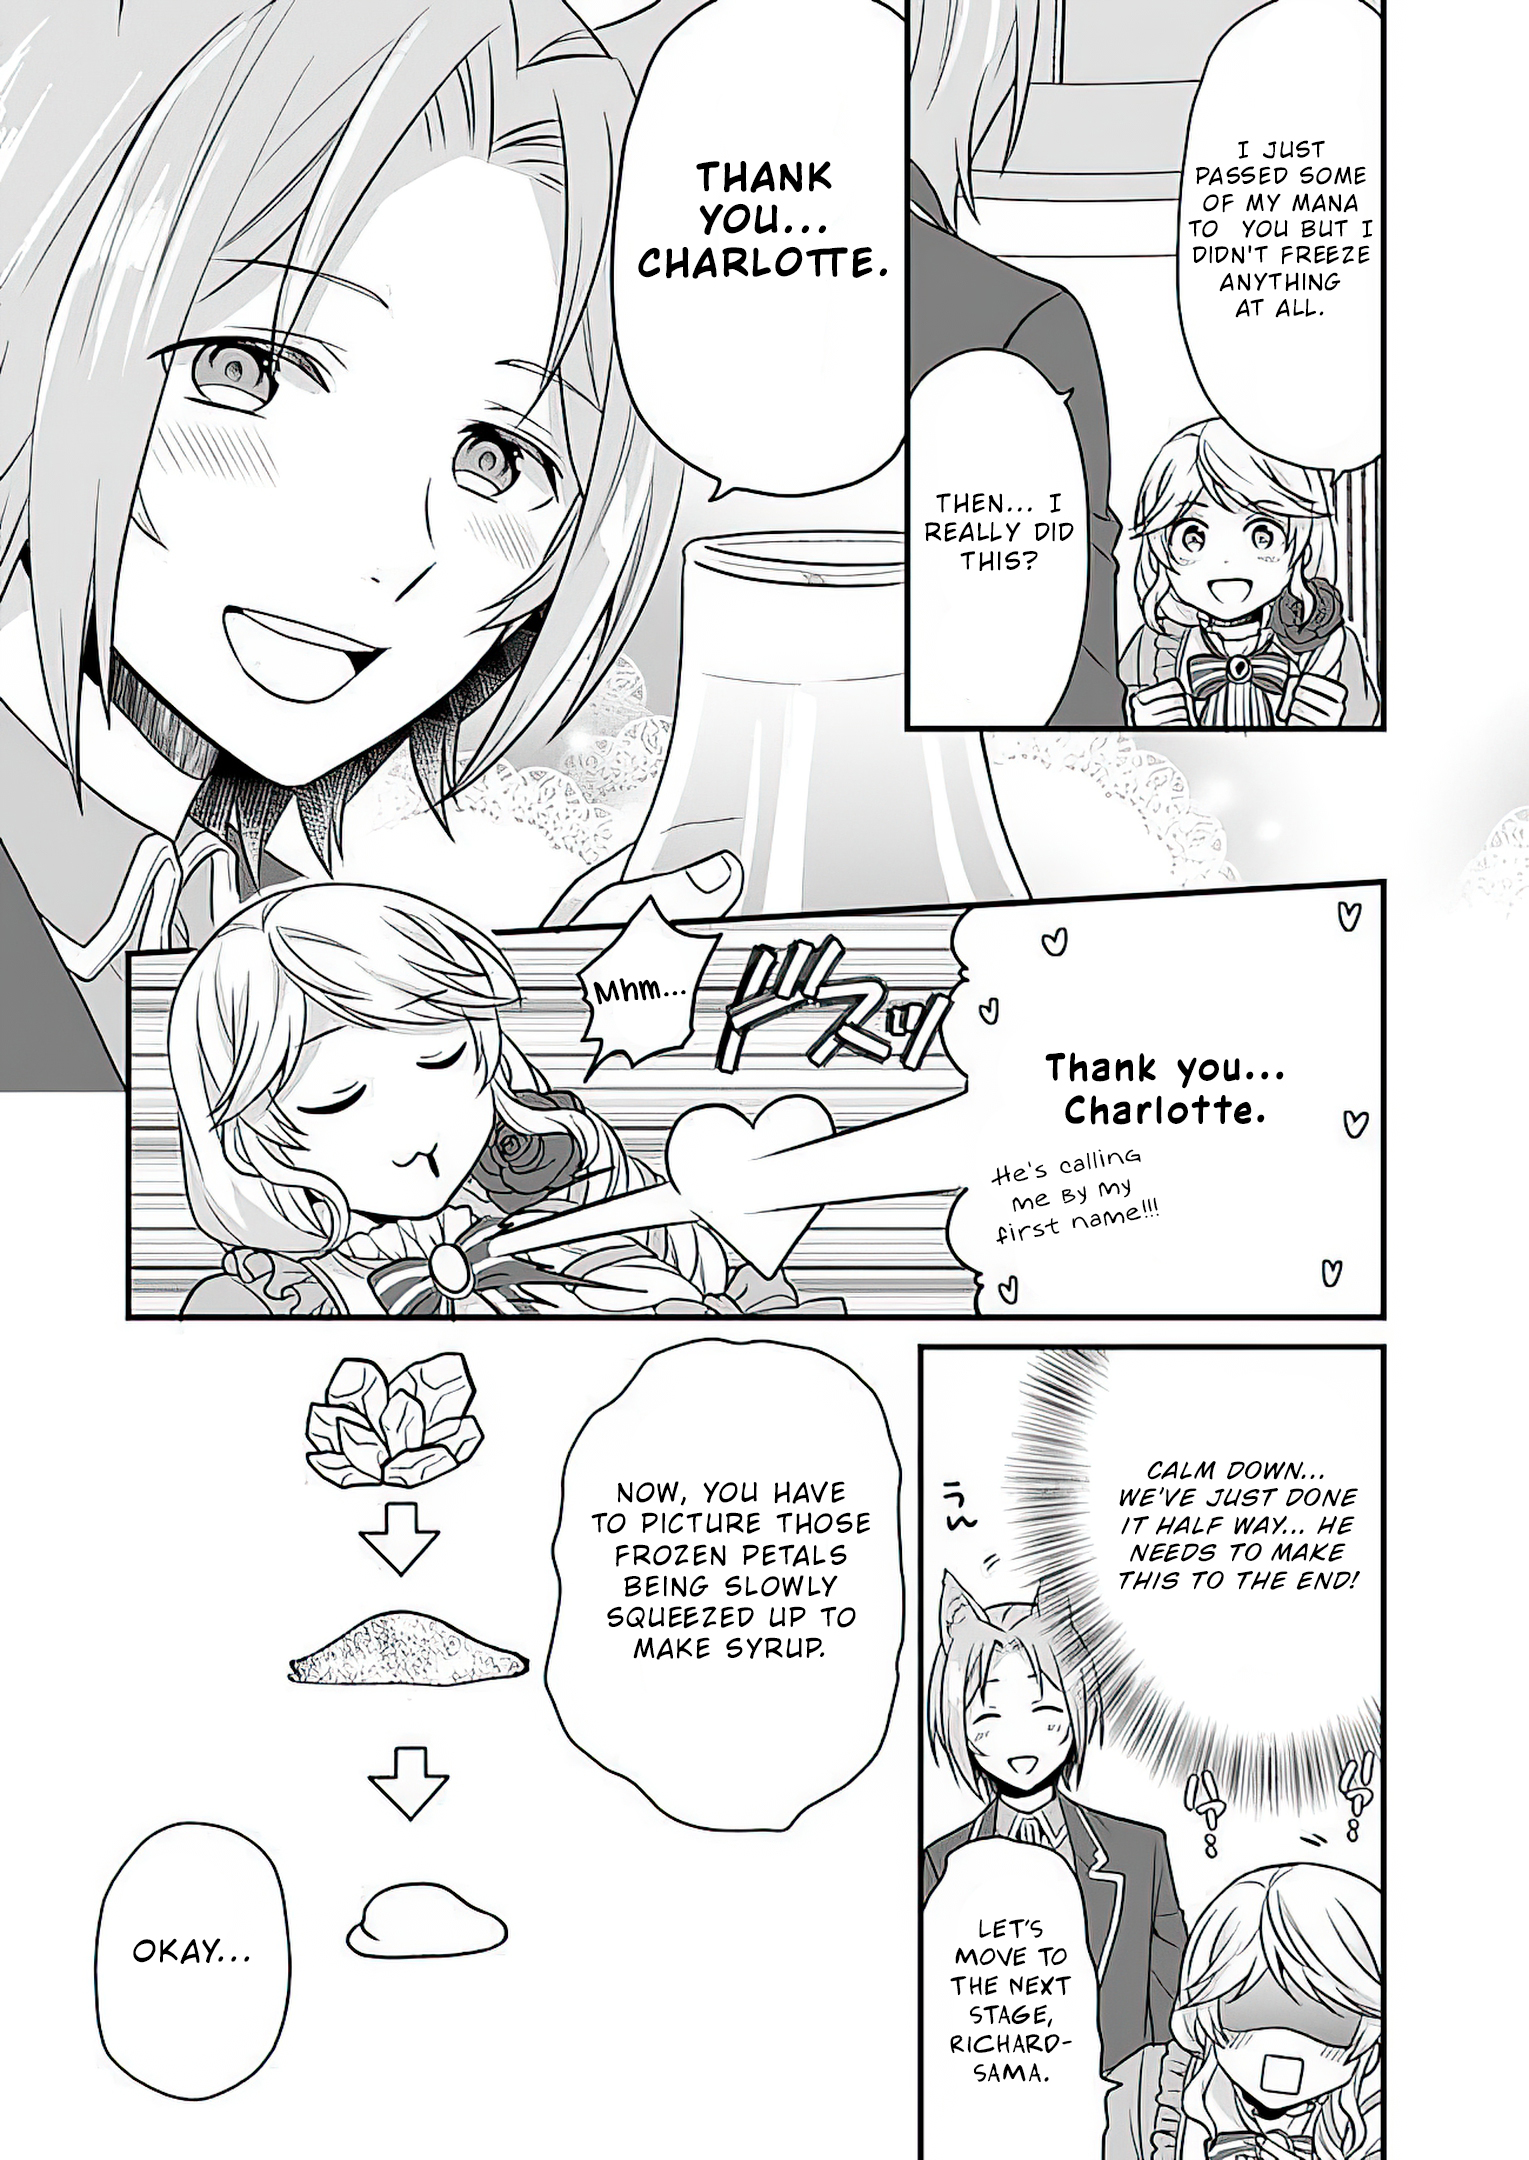 I JUST
PASSED SOME
OF MY MANA
TO YOU BUT I
DIDN'T FREEZE
ANYTHING
AT ALL.
THEN... I
REALLY DID
THIS?
THANK
YOU...
CHARLOTTE.
Thank you...
Charlotte.
He's calling
me by my
first name!!!
ドスッ
Mhm...
CALM DOWN...
WE'VE JUST DONE
IT HALF WAY... HE
NEEDS TO MAKE
THIS TO THE END!
LET'S
MOVE TO
THE NEXT
STAGE,
RICHARD-
SAMA.
NOW, YOU HAVE
TO PICTURE THOSE
FROZEN PETALS
BEING SLOWLY
SQUEEZED UP TO
MAKE SYRUP.
OKAY...